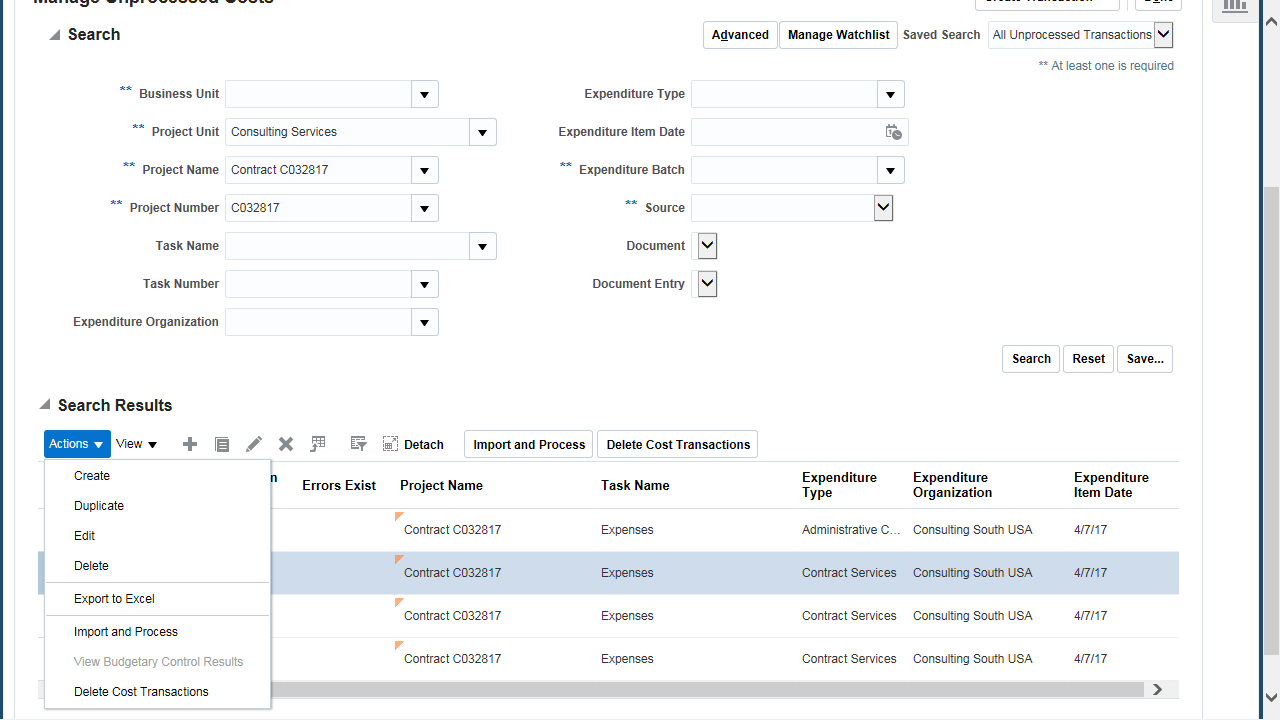 Manage Unprocessed Costs
Create Transaction
Done
Search
Advanced
Manage Watchlist
Saved Search
All Unprocessed Transactions
** At least one is required
** Business Unit
Expenditure Type
** Project Unit
Consulting Services
Expenditure Item Date
** Project Name
Contract C032817
** Expenditure Batch
** Project Number
C032817
** Source
Task Name
Document
Task Number
Document Entry
Expenditure Organization
Search
Reset
Save...
Search Results
Actions
View
Detach
Import and Process
Delete Cost Transactions
Create
Duplicate
Edit
Delete
Export to Excel
Import and Process
View Budgetary Control Results
Delete Cost Transactions
n
Errors Exist
Project Name
Task Name
Expenditure
Type
Expenditure
Organization
Expenditure
Item Date
Contract C032817
Expenses
Administrative C...
Consulting South USA
4/7/17
Contract C032817
Expenses
Contract Services
Consulting South USA
4/7/17
Contract C032817
Expenses
Contract Services
Consulting South USA
4/7/17
Contract C032817
Expenses
Contract Services
Consulting South USA
4/7/17